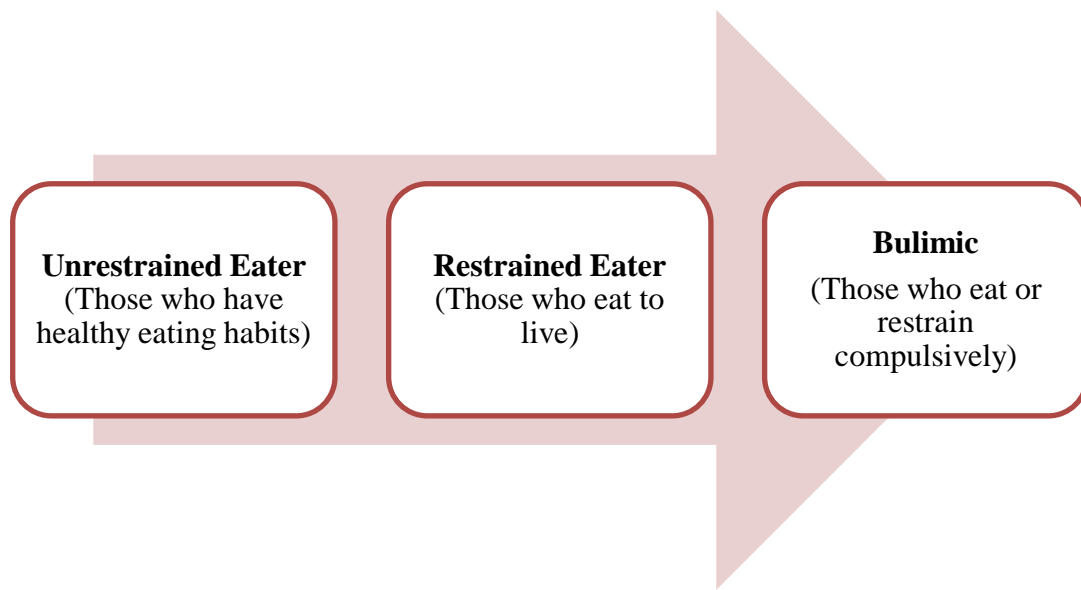 Unrestrained Eater
(Those who have
healthy eating habits)
Restrained Eater
(Those who eat to
live)
Bulimic
(Those who eat or
restrain
compulsively)